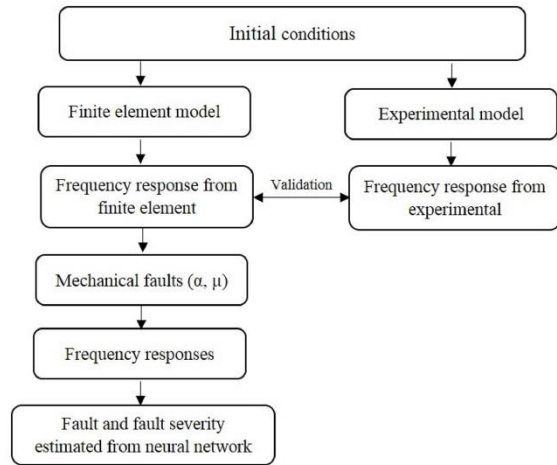 Initial conditions
Finite element model
Experimental model
Frequency response from
finite element
Validation
Frequency response from
experimental
Mechanical faults (α, μ)
Frequency responses
Fault and fault severity
estimated from neural network